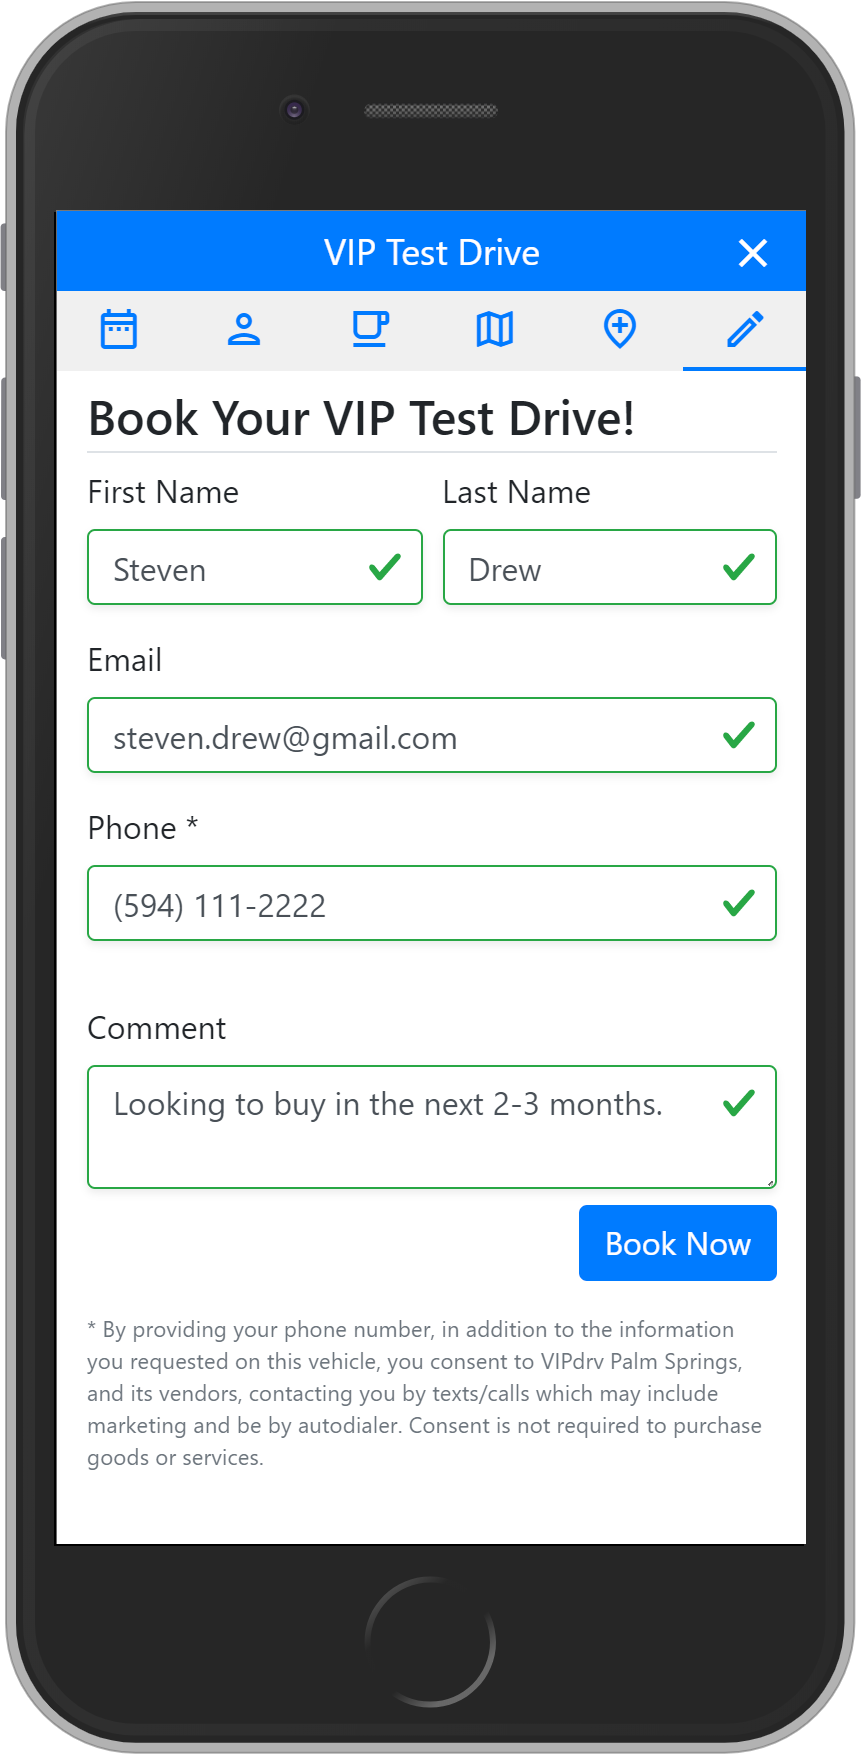 VIP Test Drive
Book Your VIP Test Drive!
First Name
Last Name
Steven
Drew
Email
steven.drew@gmail.com
Phone *
(594) 111-2222
Comment
Looking to buy in the next 2-3 months.
Book Now
* By providing your phone number, in addition to the information
you requested on this vehicle, you consent to VIPdrv Palm Springs,
and its vendors, contacting you by texts/calls which may include
marketing and be by autodialer. Consent is not required to purchase
goods or services.